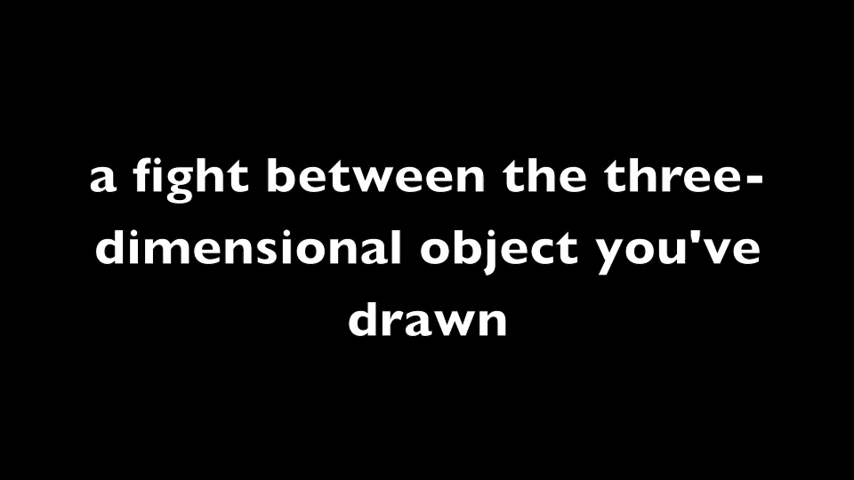 a fight between the three-
dimensional object you've
drawn